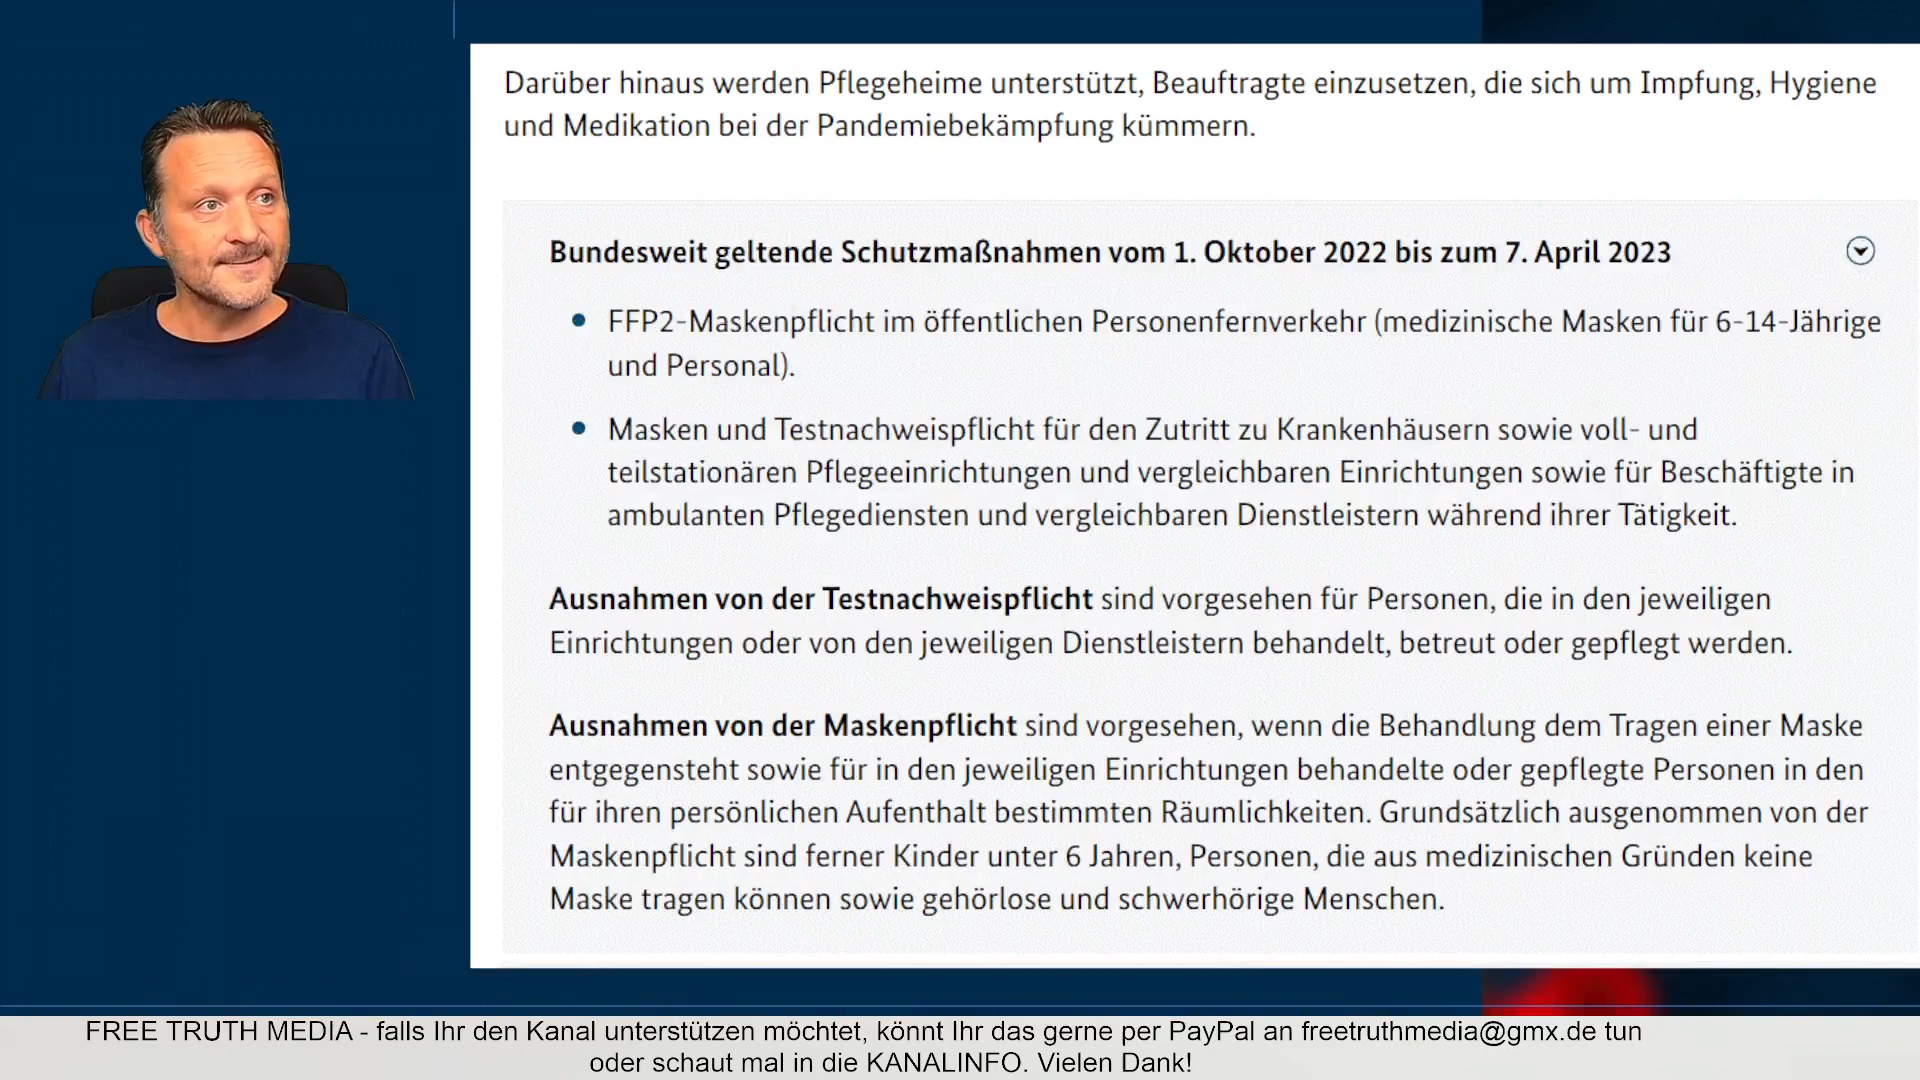 Darüber hinaus werden Pflegeheime unterstützt, Beauftragte einzusetzen, die sich um Impfung, Hygiene
und Medikation bei der Pandemiebekämpfung kümmern.
Bundesweit geltende Schutzmaßnahmen vom 1. Oktober 2022 bis zum 7. April 2023
• FFP2-Maskenpflicht im öffentlichen Personenfernverkehr (medizinische Masken für 6-14-Jährige
und Personal).
• Masken und Testnachweispflicht für den Zutritt zu Krankenhäusern sowie voll- und
teilstationären Pflegeeinrichtungen und vergleichbaren Einrichtungen sowie für Beschäftigte in
ambulanten Pflegediensten und vergleichbaren Dienstleistern während ihrer Tätigkeit.
Ausnahmen von der Testnachweispflicht sind vorgesehen für Personen, die in den jeweiligen
Einrichtungen oder von den jeweiligen Dienstleistern behandelt, betreut oder gepflegt werden.
Ausnahmen von der Maskenpflicht sind vorgesehen, wenn die Behandlung dem Tragen einer Maske
entgegensteht sowie für in den jeweiligen Einrichtungen behandelte oder gepflegte Personen in den
für ihren persönlichen Aufenthalt bestimmten Räumlichkeiten. Grundsätzlich ausgenommen von der
Maskenpflicht sind ferner Kinder unter 6 Jahren, Personen, die aus medizinischen Gründen keine
Maske tragen können sowie gehörlose und schwerhörige Menschen.
FREE TRUTH MEDIA - falls Ihr den Kanal unterstützen möchtet, könnt Ihr das gerne per PayPal an freetruthmedia@gmx.de tun
oder schaut mal in die KANALINFO. Vielen Dank!